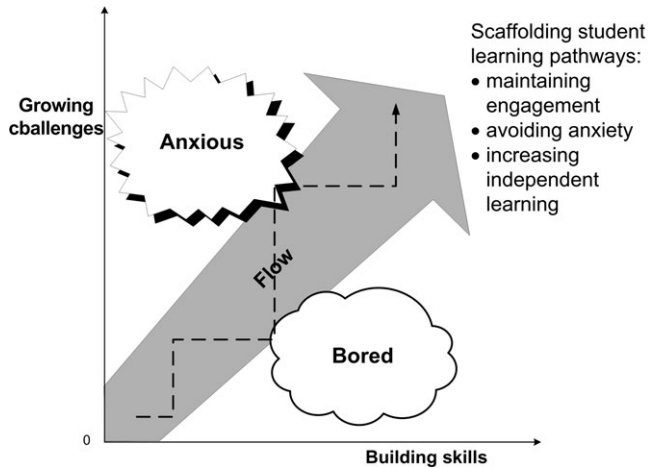 Scaffolding student
learning pathways:
• maintaining
engagement
• avoiding anxiety
• increasing
independent
learning
Growing
cballenges
Anxious
Flow
Bored
0
Building skills